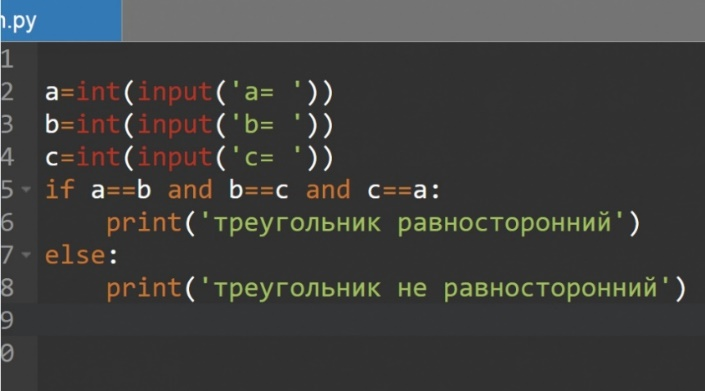 n.py
1
2 a=int(input('a= '))
3 b=int(input('b= '))
4 c=int(input('c= '))
5 if a==b and b==c and c==a:
6     print('треугольник равносторонний')
7 else:
8     print('треугольник не равносторонний')
9
0